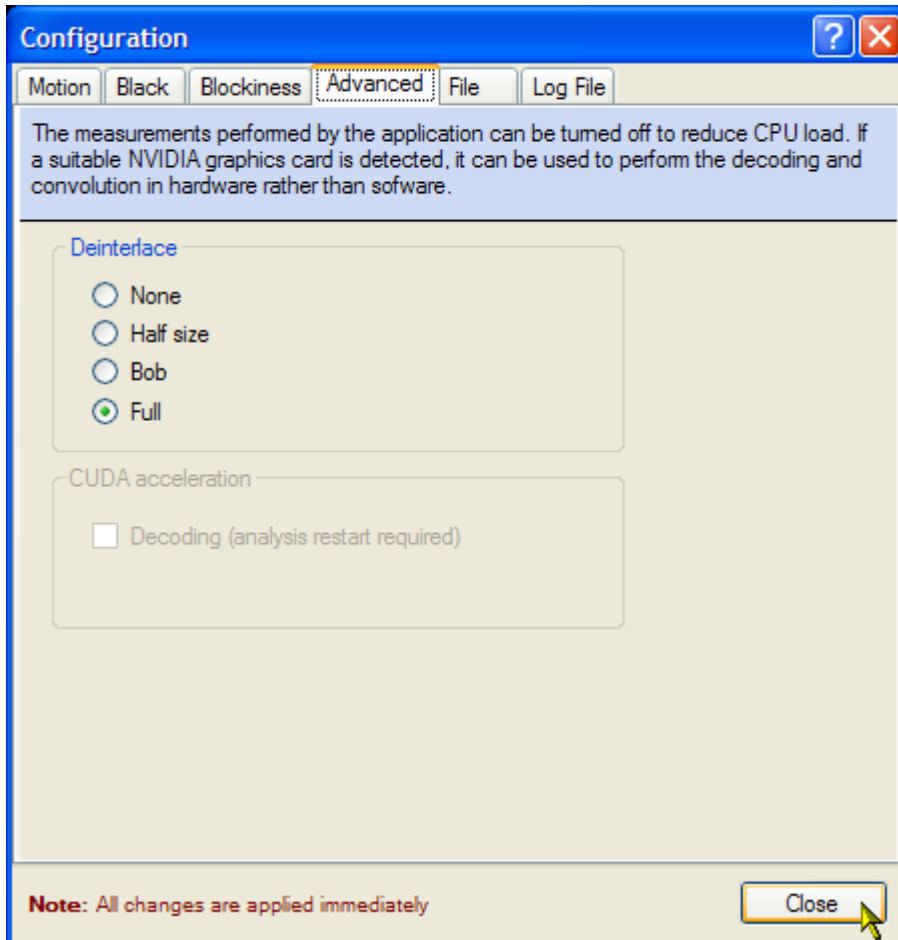 Configuration
?
Motion Black Blockiness Advanced File Log File
The measurements performed by the application can be turned off to reduce CPU load. If
a suitable NVIDIA graphics card is detected, it can be used to perform the decoding and
convolution in hardware rather than sofware.
Deinterlace
None
Half size
Bob
Full
CUDA acceleration
Decoding (analysis restart required)
Note: All changes are applied immediately
Close